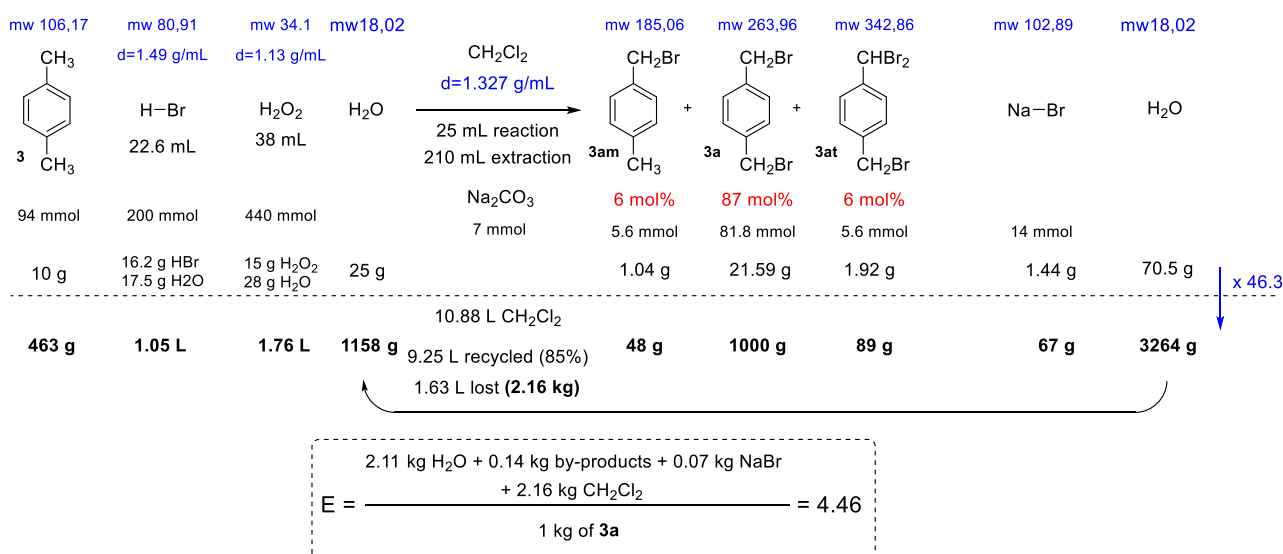 mw 106,17 mw 80,91 mw 34.1 mw18,02 mw 185,06 mw 263,96 mw 342,86 mw 102,89 mw18,02
d=1.49 g/mL d=1.13 g/mL
CH₃ CH₂Cl₂ CH₂Br CH₂Br CHBr₂
d=1.327 g/mL
H–Br H₂O₂ H₂O + + Na–Br H₂O
22.6 mL 38 mL 25 mL reaction
3 CH₃ 210 mL extraction 3am CH₃ 3a CH₂Br 3at CH₂Br
Na₂CO₃ 6 mol% 87 mol% 6 mol%
94 mmol 200 mmol 440 mmol 7 mmol 5.6 mmol 81.8 mmol 5.6 mmol 14 mmol
10 g 16.2 g HBr 15 g H₂O₂ 25 g 1.04 g 21.59 g 1.92 g 1.44 g 70.5 g
17.5 g H2O 28 g H₂O x 46.3
10.88 L CH₂Cl₂
463 g 1.05 L 1.76 L 1158 g 48 g 1000 g 89 g 67 g 3264 g
9.25 L recycled (85%)
1.63 L lost (2.16 kg)
2.11 kg H₂O + 0.14 kg by-products + 0.07 kg NaBr
+ 2.16 kg CH₂Cl₂
E = = 4.46
1 kg of 3a